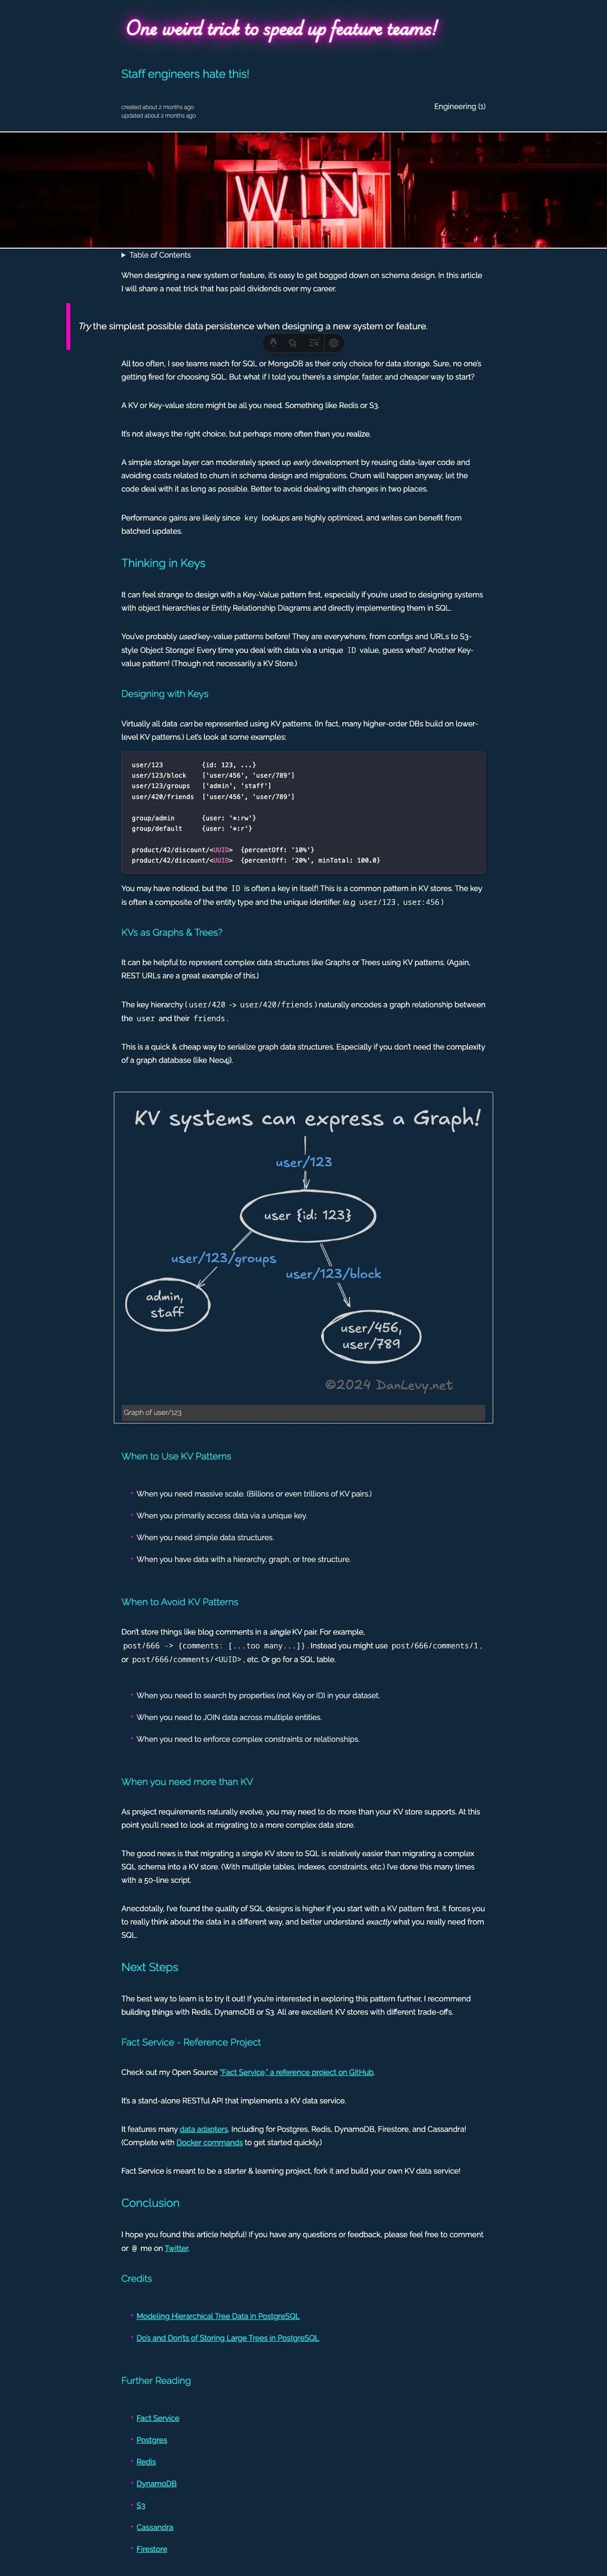 One weird trick to speed up feature teams!
Staff engineers hate this!
created about 2 months ago
updated about 2 months ago
Engineering (1)
WIN
Table of Contents
When designing a new system or feature, it's easy to get bogged down on schema design. In this article
I will share a neat trick that has paid dividends over my career.
Try the simplest possible data persistence when designing a new system or feature.
All too often, I see teams reach for SQL or MongoDB as their only choice for data storage. Sure, no one's
getting fired for choosing SQL. But what if I told you there's a simpler, faster, and cheaper way to start?
A KV or Key-value store might be all you need. Something like Redis or S3.
It's not always the right choice, but perhaps more often than you realize.
A simple storage layer can moderately speed up early development by reusing data-layer code and
avoiding costs related to churn in schema design and migrations. Churn will happen anyway; let the
code deal with it as long as possible. Better to avoid dealing with changes in two places.
Performance gains are likely since key lookups are highly optimized, and writes can benefit from
batched updates.
Thinking in Keys
It can feel strange to design with a Key-Value pattern first, especially if you're used to designing systems
with object hierarchies or Entity Relationship Diagrams and directly implementing them in SQL.
You've probably used key-value patterns before! They are everywhere, from configs and URLs to S3-
style Object Storage! Every time you deal with data via a unique ID value, guess what? Another Key-
value pattern! (Though not necessarily a KV Store.)
Designing with Keys
Virtually all data can be represented using KV patterns. (In fact, many higher-order DBs build on lower-
level KV patterns.) Let's look at some examples:
user/123 {id: 123, ...}
user/123/block ['user/456', 'user/789']
user/123/groups ['admin', 'staff']
user/420/friends ['user/456', 'user/789']
group/admin {user: '*:rw'}
group/default {user: '*:r'}
product/42/discount/<UUID> {percentOff: '10%'}
product/42/discount/<UUID> {percentOff: '20%', minTotal: 100.0}
You may have noticed, but the ID is often a key in itself! This is a common pattern in KV stores. The key
is often a composite of the entity type and the unique identifier. (e.g user/123, user:456)
KVs as Graphs & Trees?
It can be helpful to represent complex data structures like Graphs or Trees using KV patterns. (Again,
REST URLs are a great example of this.)
The key hierarchy (user/420 -> user/420/friends) naturally encodes a graph relationship between
the user and their friends.
This is a quick & cheap way to serialize graph data structures. Especially if you don't need the complexity
of a graph database (like Neo4j).
KV systems can express a Graph!
user/123
user {id: 123}
user/123/groups
user/123/block
admin,
staff
user/456,
user/789
©2024 DanLevy.net
Graph of user/123
When to Use KV Patterns
When you need massive scale. (Billions or even trillions of KV pairs.)
When you primarily access data via a unique key.
When you need simple data structures.
When you have data with a hierarchy, graph, or tree structure.
When to Avoid KV Patterns
Don't store things like blog comments in a single KV pair. For example,
post/666 -> {comments: [...too many...]}. Instead you might use post/666/comments/1,
or post/666/comments/<UUID>, etc. Or go for a SQL table.
When you need to search by properties (not Key or ID) in your dataset.
When you need to JOIN data across multiple entities.
When you need to enforce complex constraints or relationships.
When you need more than KV
As project requirements naturally evolve, you may need to do more than your KV store supports. At this
point you'll need to look at migrating to a more complex data store.
The good news is that migrating a single KV store to SQL is relatively easier than migrating a complex
SQL schema into a KV store. (With multiple tables, indexes, constraints, etc.) I've done this many times
with a 50-line script.
Anecdotally, I've found the quality of SQL designs is higher if you start with a KV pattern first. It forces you
to really think about the data in a different way, and better understand exactly what you really need from
SQL.
Next Steps
The best way to learn is to try it out! If you're interested in exploring this pattern further, I recommend
building things with Redis, DynamoDB or S3. All are excellent KV stores with different trade-offs.
Fact Service - Reference Project
Check out my Open Source "Fact Service," a reference project on GitHub.
It's a stand-alone RESTful API that implements a KV data service.
It features many data adapters. Including for Postgres, Redis, DynamoDB, Firestore, and Cassandra!
(Complete with Docker commands to get started quickly.)
Fact Service is meant to be a starter & learning project, fork it and build your own KV data service!
Conclusion
I hope you found this article helpful! If you have any questions or feedback, please feel free to comment
or @ me on Twitter.
Credits
Modeling Hierarchical Tree Data in PostgreSQL
Do's and Don'ts of Storing Large Trees in PostgreSQL
Further Reading
Fact Service
Postgres
Redis
DynamoDB
S3
Cassandra
Firestore